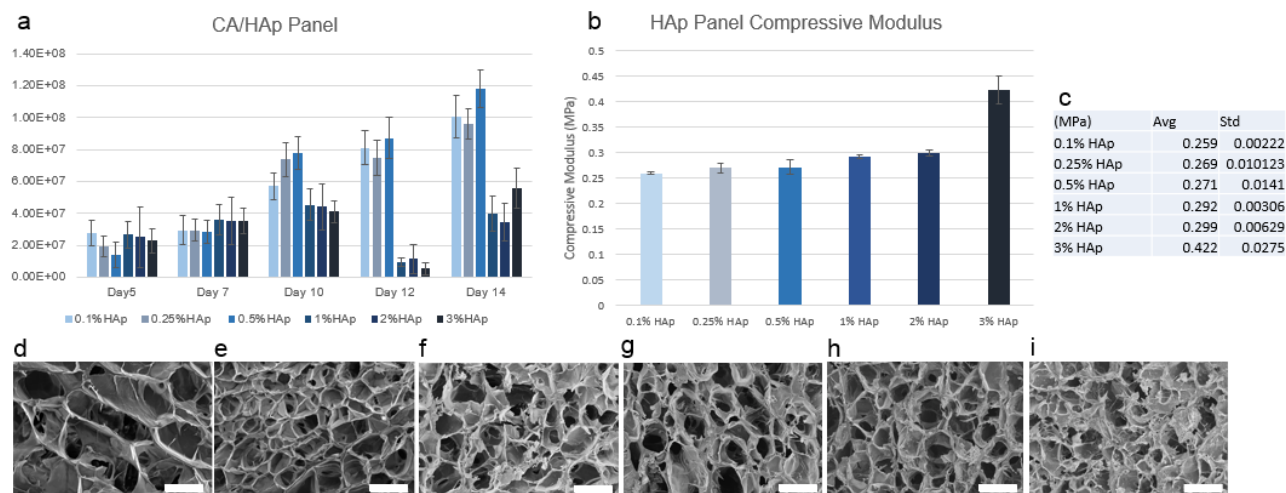 a
CA/HAp Panel
1.40E+08
1.20E+08
1.00E+08
8.00E+07
6.00E+07
4.00E+07
2.00E+07
0.00E+00
Day5 Day 7 Day 10 Day 12 Day 14
0.1%HAp 0.25%HAp 0.5%HAp 1%HAp 2%HAp 3%HAp
b
HAp Panel Compressive Modulus
Compressive Modulus (MPa)
0.5
0.45
0.4
0.35
0.3
0.25
0.2
0.15
0.1
0.05
0
0.1% HAp 0.25% HAp 0.5% HAp 1% HAp 2% HAp 3% HAp
c
(MPa) Avg Std
0.1% HAp 0.259 0.00222
0.25% HAp 0.269 0.010123
0.5% HAp 0.271 0.0141
1% HAp 0.292 0.00306
2% HAp 0.299 0.00629
3% HAp 0.422 0.0275
d e f g h i